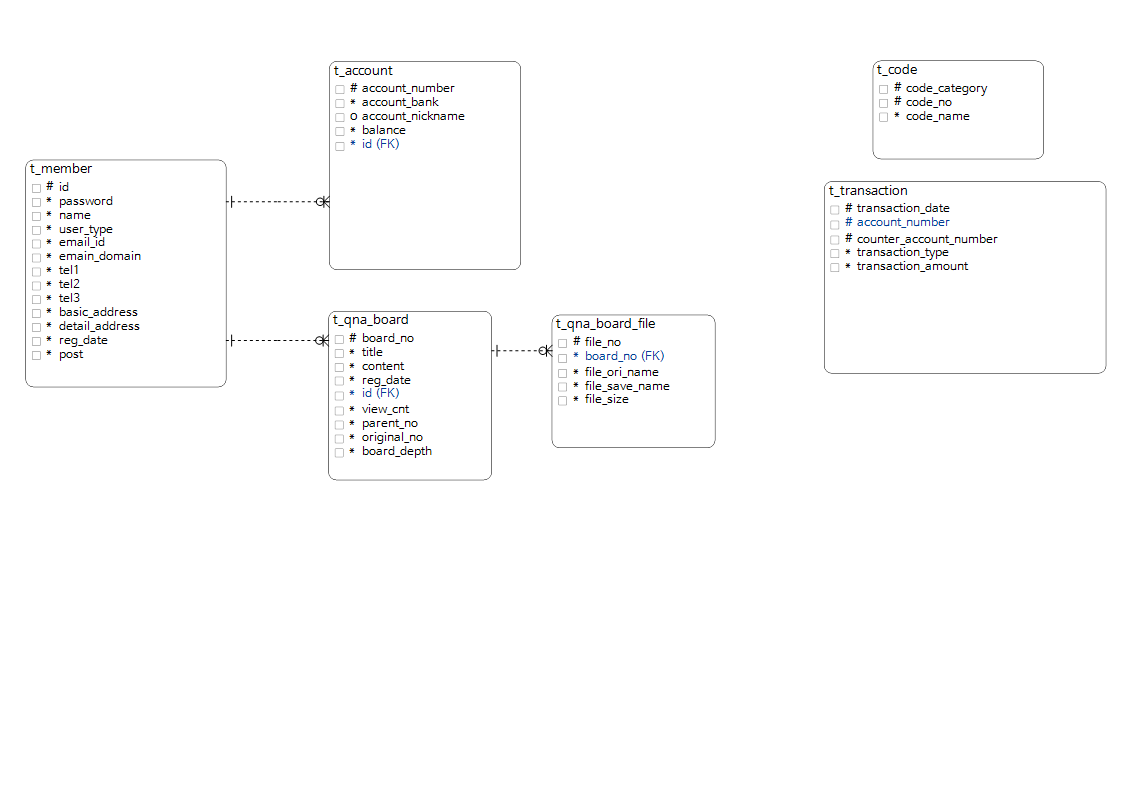 t_account
# account_number
* account_bank
o account_nickname
* balance
* id (FK)
t_code
# code_category
# code_no
* code_name
t_member
# id
* password
* name
* user_type
* email_id
* emain_domain
* tel1
* tel2
* tel3
* basic_address
* detail_address
* reg_date
* post
t_transaction
# transaction_date
# account_number
# counter_account_number
* transaction_type
* transaction_amount
t_qna_board
# board_no
* title
* content
* reg_date
* id (FK)
* view_cnt
* parent_no
* original_no
* board_depth
t_qna_board_file
# file_no
* board_no (FK)
* file_ori_name
* file_save_name
* file_size